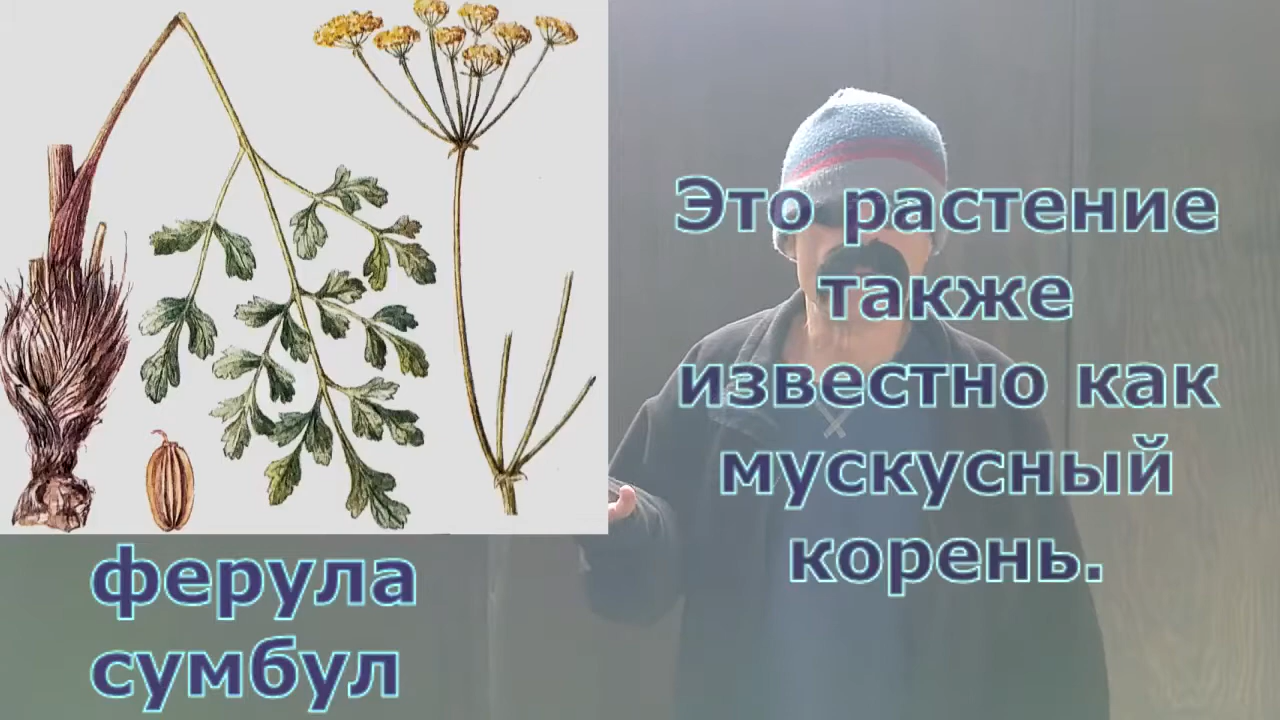 Это растение
также
известно как
мускусный
корень.
ферула
сумбул